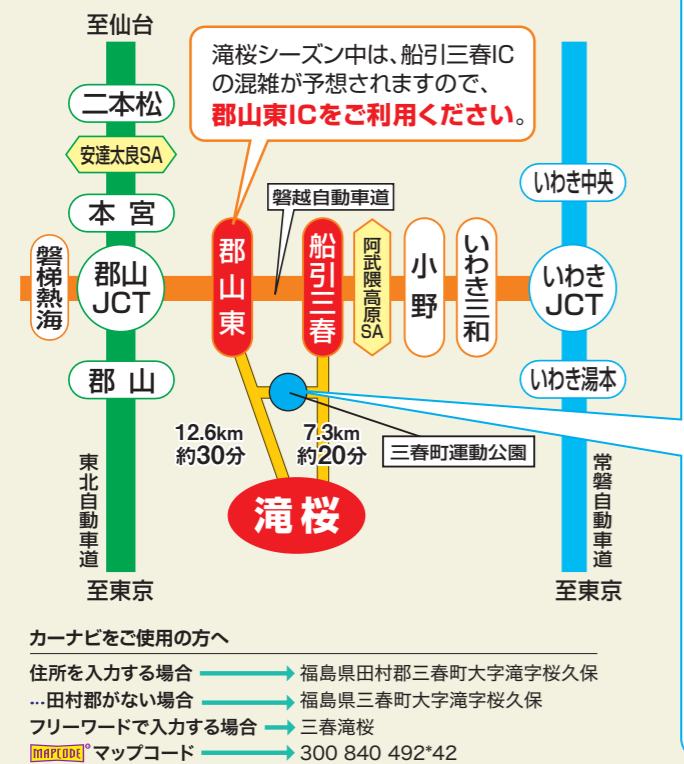 至仙台
滝桜シーズン中は、船引三春IC
の混雑が予想されますので、
郡山東ICをご利用ください。
二本松
安達太良SA
本宮
いわき中央
磐越自動車道
磐梯熱海
郡山
JCT
郡山東
船引三春
阿武隈高原SA
小野
いわき三和
いわき
JCT
郡山
いわき湯本
12.6km
約30分
7.3km
約20分
三春町運動公園
滝桜
東北自動車道
常磐自動車道
至東京
至東京
カーナビをご使用の方へ
住所を入力する場合 福島県田村郡三春町大字滝字桜久保
…田村郡がない場合 福島県三春町大字滝字桜久保
フリーワードで入力する場合 三春滝桜
MAPCODE® マップコード 300 840 492*42